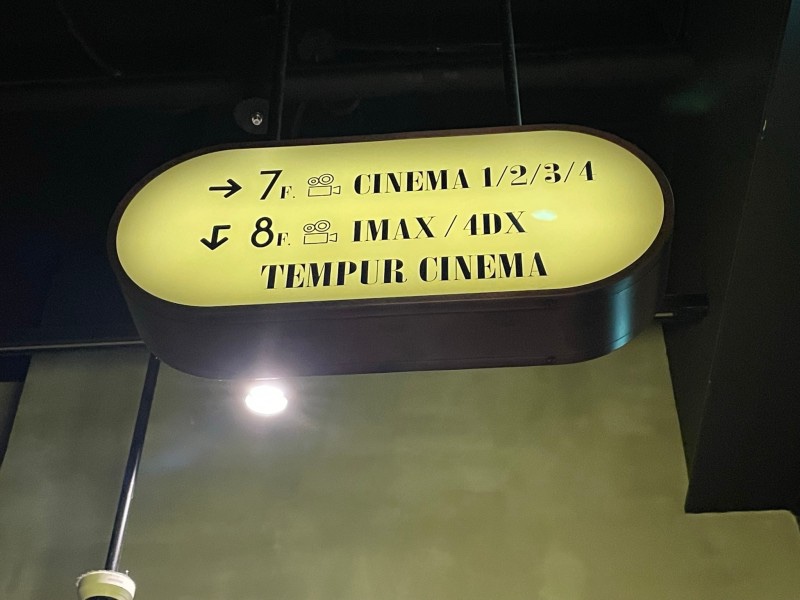 → 7F. CINEMA 1/2/3/4
8F. IMAX / 4DX
TEMPUR CINEMA